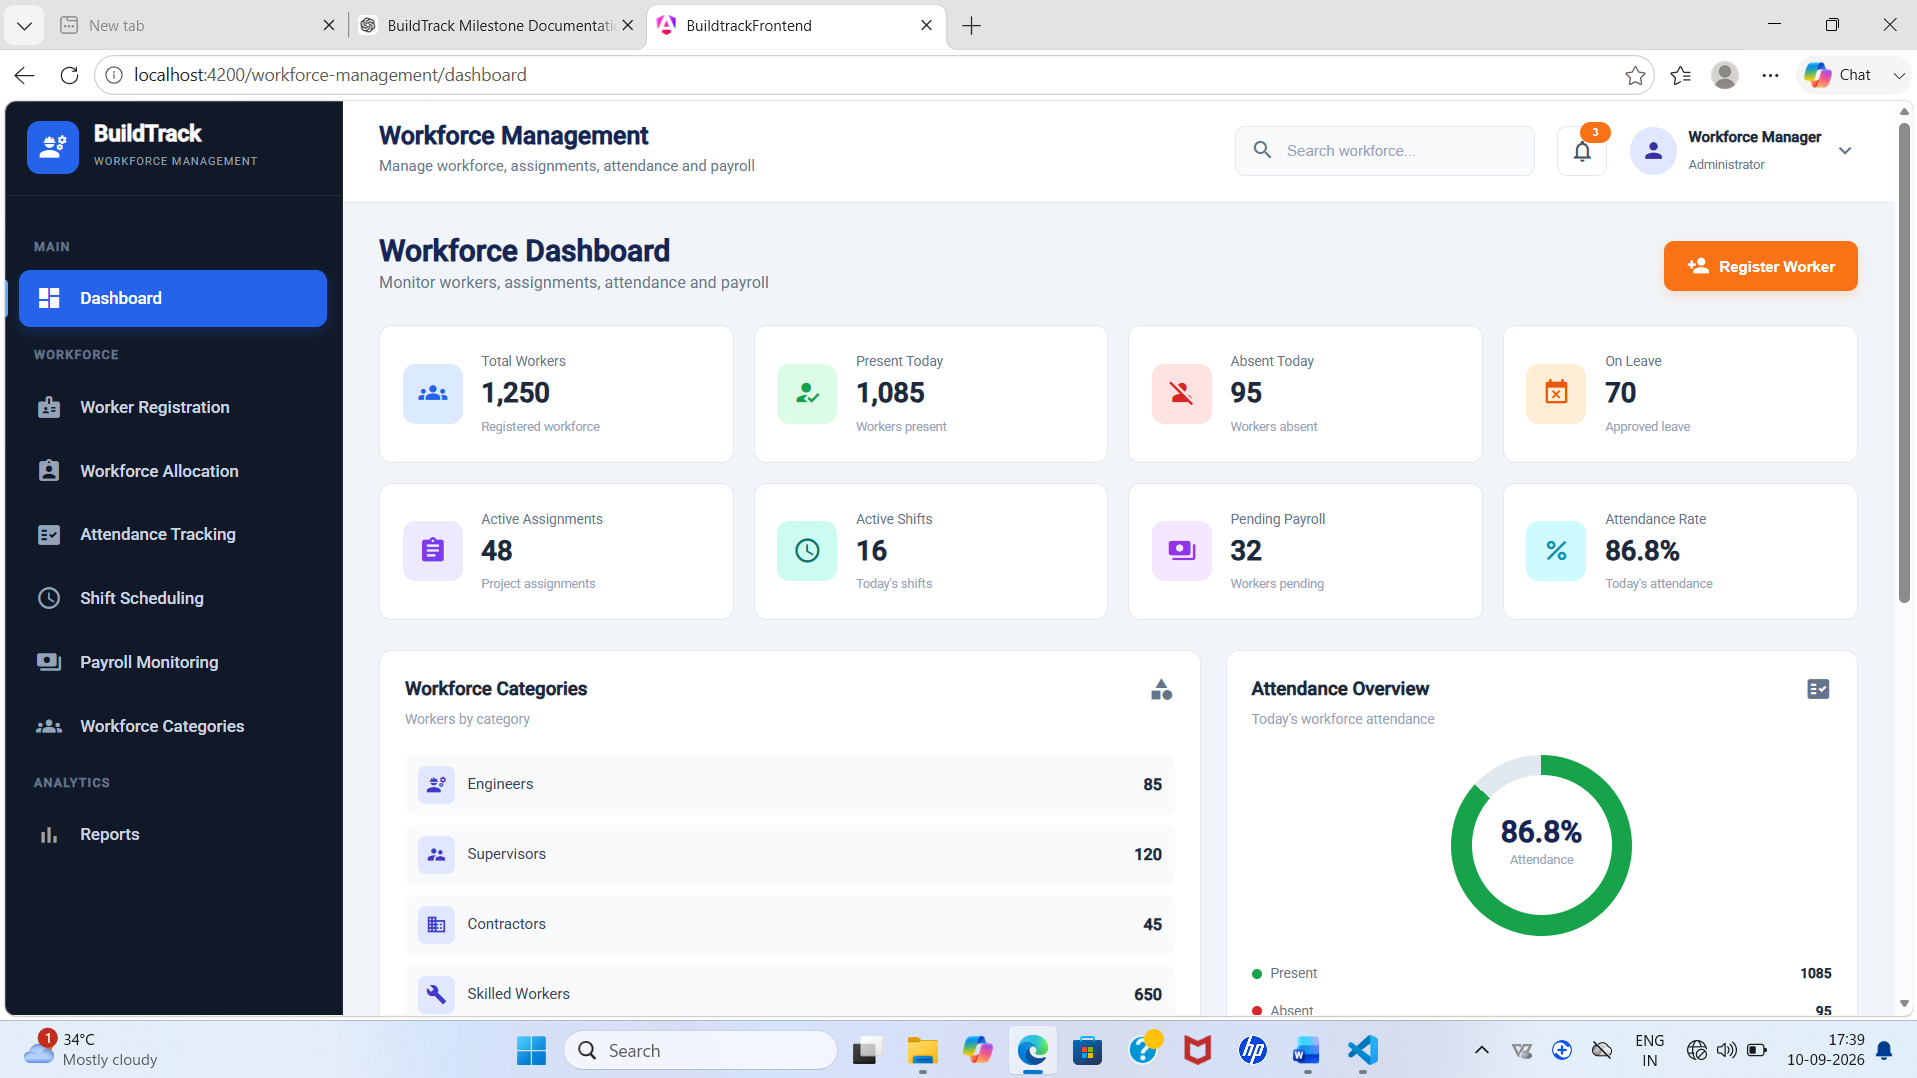 New tab
BuildTrack Milestone Documentati
BuildtrackFrontend
localhost:4200/workforce-management/dashboard
Chat
BuildTrack
WORKFORCE MANAGEMENT
MAIN
Dashboard
WORKFORCE
Worker Registration
Workforce Allocation
Attendance Tracking
Shift Scheduling
Payroll Monitoring
Workforce Categories
ANALYTICS
Reports
Workforce Management
Manage workforce, assignments, attendance and payroll
Search workforce...
3
Workforce Manager
Administrator
Workforce Dashboard
Monitor workers, assignments, attendance and payroll
Register Worker
Total Workers
1,250
Registered workforce
Present Today
1,085
Workers present
Absent Today
95
Workers absent
On Leave
70
Approved leave
Active Assignments
48
Project assignments
Active Shifts
16
Today's shifts
Pending Payroll
32
Workers pending
Attendance Rate
86.8%
Today's attendance
Workforce Categories
Workers by category
Engineers 85
Supervisors 120
Contractors 45
Skilled Workers 650
Attendance Overview
Today's workforce attendance
86.8%
Attendance
Present 1085
Absent 95
1
34°C
Mostly cloudy
Search
hp
W
ENG
IN
17:39
10-09-2026